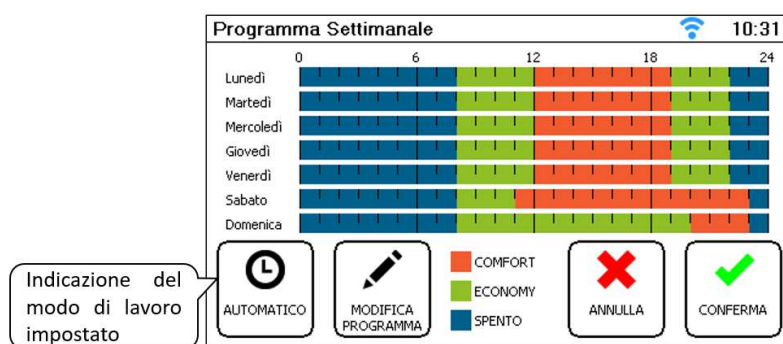 Programma Settimanale 10:31
0 6 12 18 24
Lunedì
Martedì
Mercoledì
Giovedì
Venerdì
Sabato
Domenica
Indicazione del
modo di lavoro
impostato
AUTOMATICO
MODIFICA
PROGRAMMA
COMFORT
ECONOMY
SPENTO
ANNULLA
CONFERMA